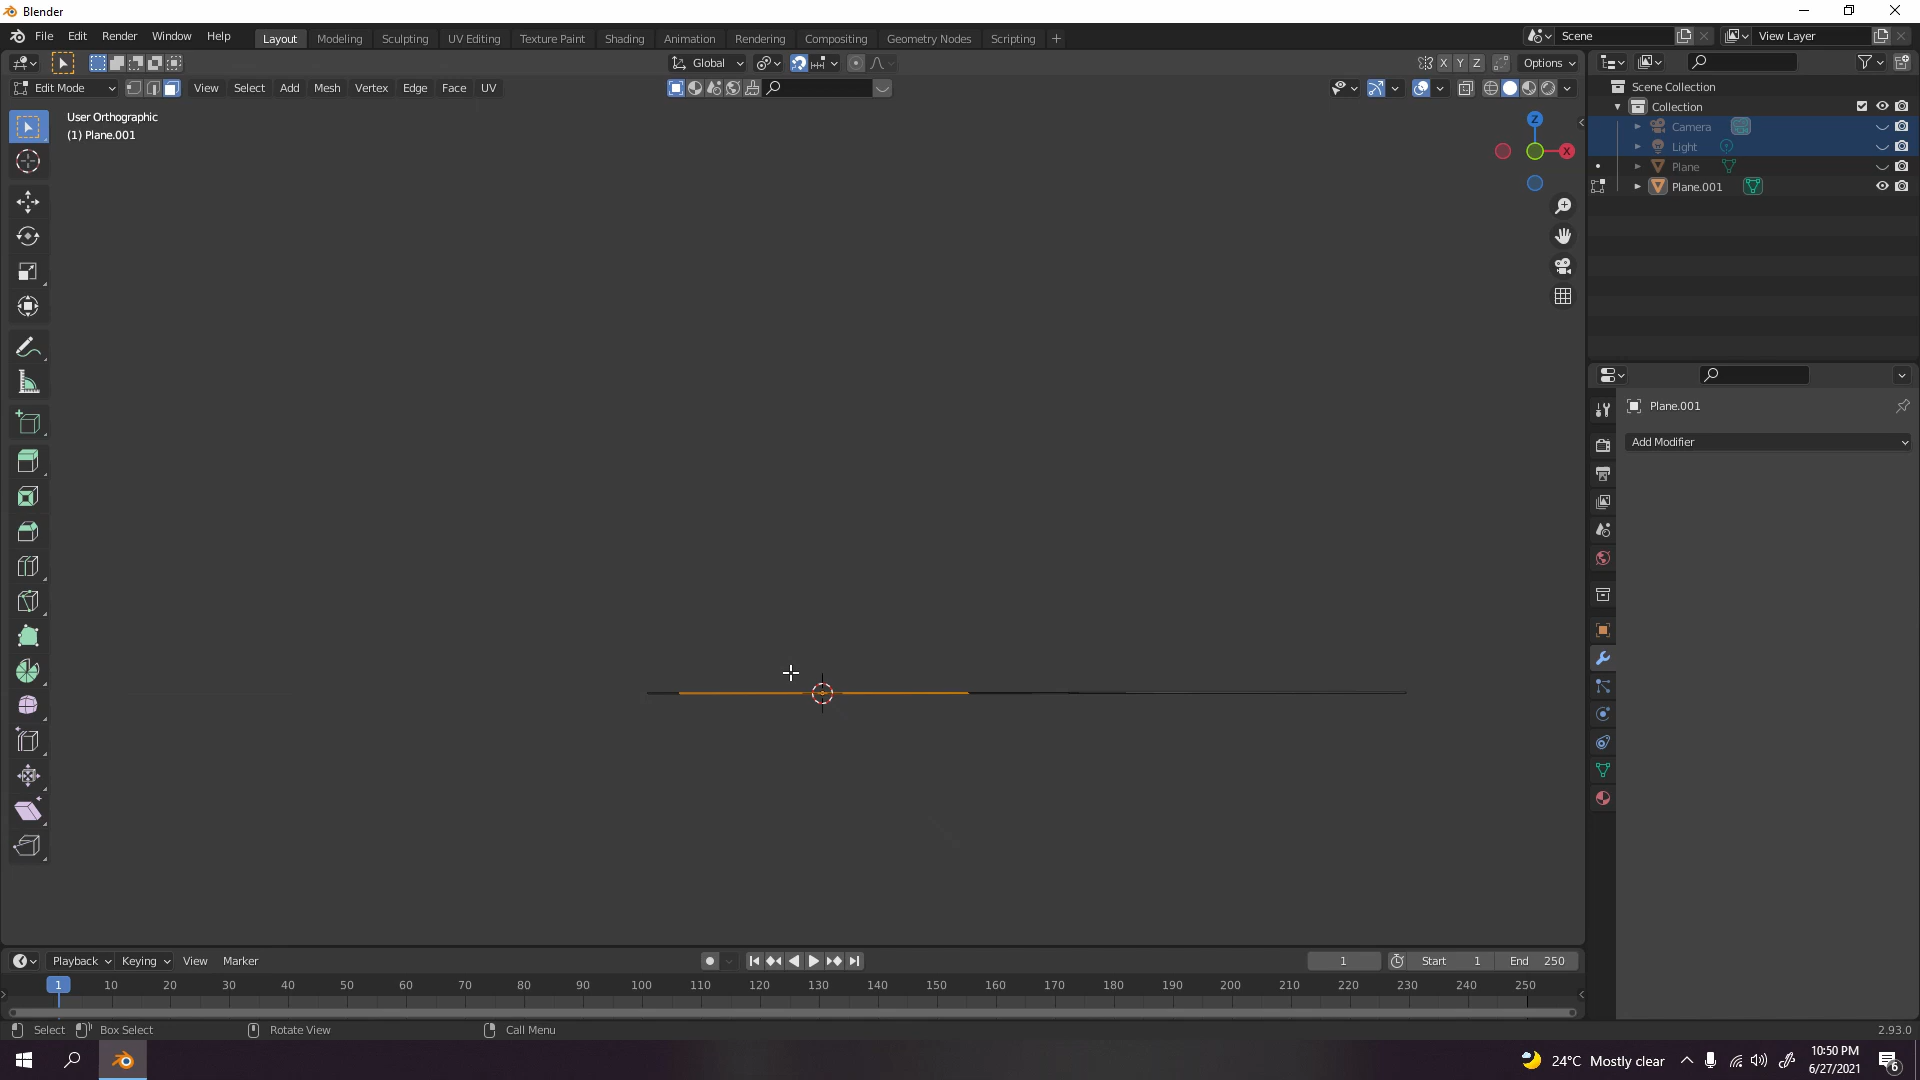 Blender
File Edit Render Window Help
Layout Modeling Sculpting UV Editing Texture Paint Shading Animation Rendering Compositing Geometry Nodes Scripting +
Scene
View Layer
Global
X Y Z
Options
Edit Mode
View Select Add Mesh Vertex Edge Face UV
User Orthographic
(1) Plane.001
Z
X
Scene Collection
Collection
Camera
Light
Plane
Plane.001
Plane.001
Add Modifier
Playback Keying View Marker
1
Start 1
End 250
1 10 20 30 40 50 60 70 80 90 100 110 120 130 140 150 160 170 180 190 200 210 220 230 240 250
Select Box Select Rotate View Call Menu
2.93.0
24°C Mostly clear
10:50 PM
6/27/2021
6